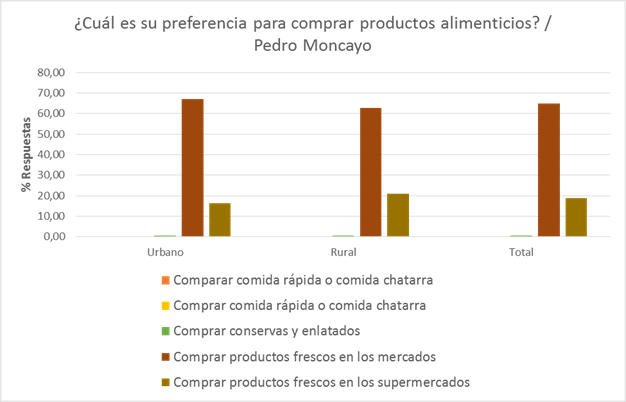 ¿Cuál es su preferencia para comprar productos alimenticios? /
Pedro Moncayo
% Respuestas
80,00
70,00
60,00
50,00
40,00
30,00
20,00
10,00
0,00
Urbano
Rural
Total
Comparar comida rápida o comida chatarra
Comprar comida rápida o comida chatarra
Comprar conservas y enlatados
Comprar productos frescos en los mercados
Comprar productos frescos en los supermercados